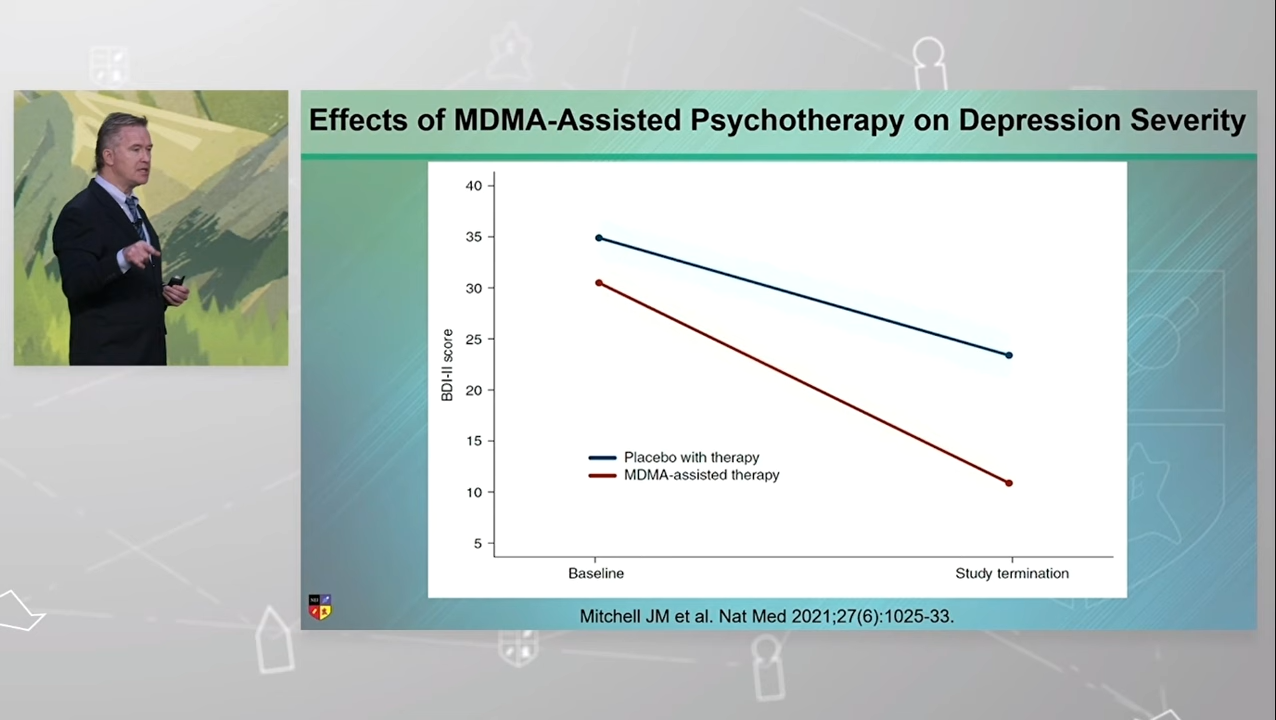 Effects of MDMA-Assisted Psychotherapy on Depression Severity
40
35
30
25
20
15
10
5
BDI-II score
Placebo with therapy
MDMA-assisted therapy
Baseline
Study termination
Mitchell JM et al. Nat Med 2021;27(6):1025-33.